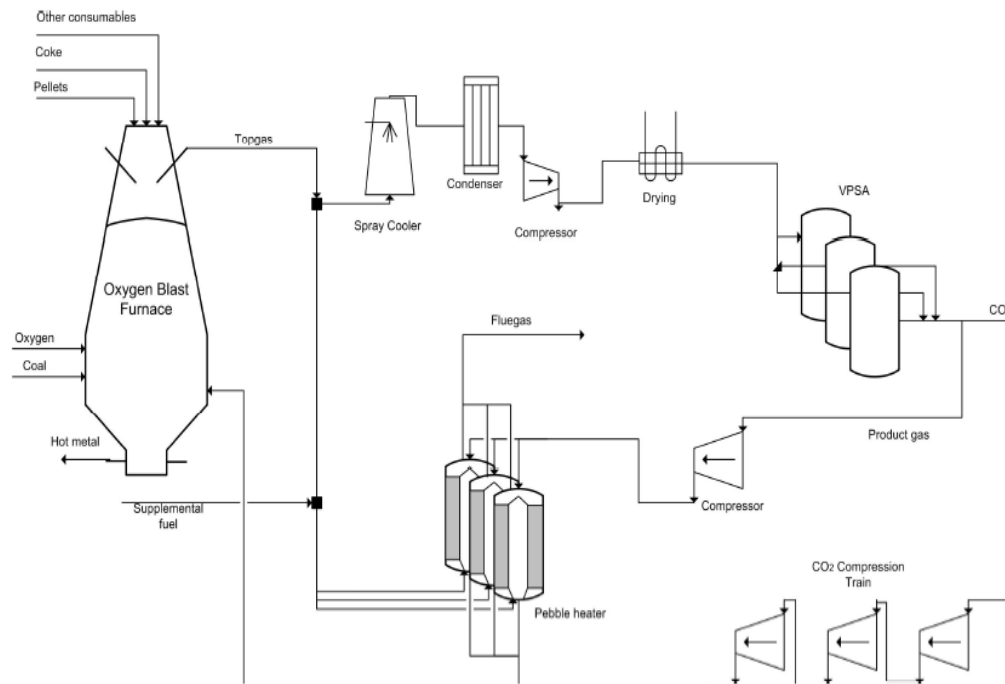 Other consumables
Coke
Pellets
Topgas
Spray Cooler
Condenser
Compressor
Drying
VPSA
CO
Oxygen Blast
Furnace
Oxygen
Coal
Hot metal
Supplemental
fuel
Fluegas
Product gas
Compressor
Pebble heater
CO2 Compression
Train